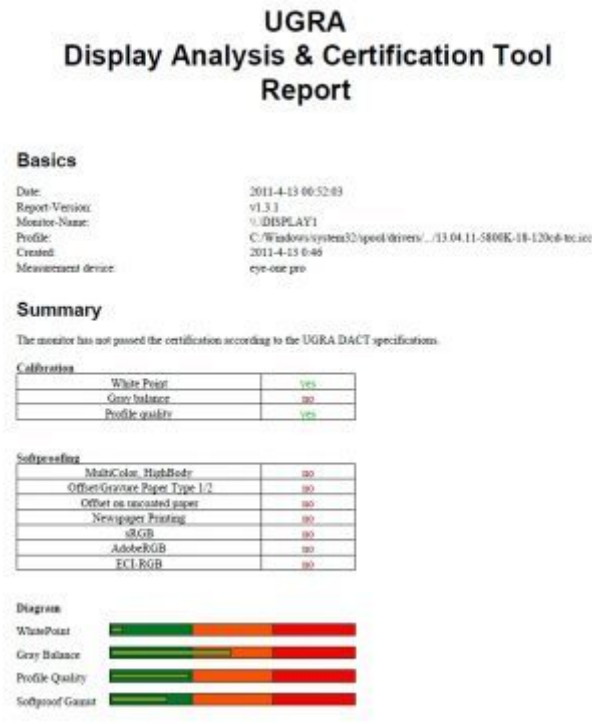 UGRA
Display Analysis & Certification Tool
Report
Basics
Date: 2011-4-13 00:52:03
Report-Version: v1.3.1
Monitor-Name: \\.\DISPLAY1
Profile: C:/Windows/system32/spool/drivers/.../13.04.11-5800K-18-120cd-trc.icc
Created: 2011-4-13 0:46
Measurement device: eye-one pro
Summary
The monitor has not passed the certification according to the UGRA DACT specifications.
Calibration
White Point yes
Gray balance no
Profile quality yes
Softproofing
MultiColor, HighBody no
Offset/Gravure Paper Type 1/2 no
Offset on uncoated paper no
Newspaper Printing no
sRGB no
AdobeRGB no
ECI-RGB no
Diagram
WhitePoint
Gray Balance
Profile Quality
Softproof Gamut